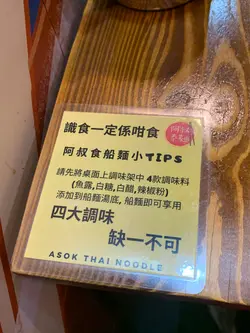 識食一定係咁食
阿叔食船麵小TIPS
請先將桌面上調味架中 4款調味料
(魚露,白糖,白醋,辣椒粉)
添加到船麵湯底, 船麵即可享用
四大調味
缺一不可
ASOK THAI NOODLE